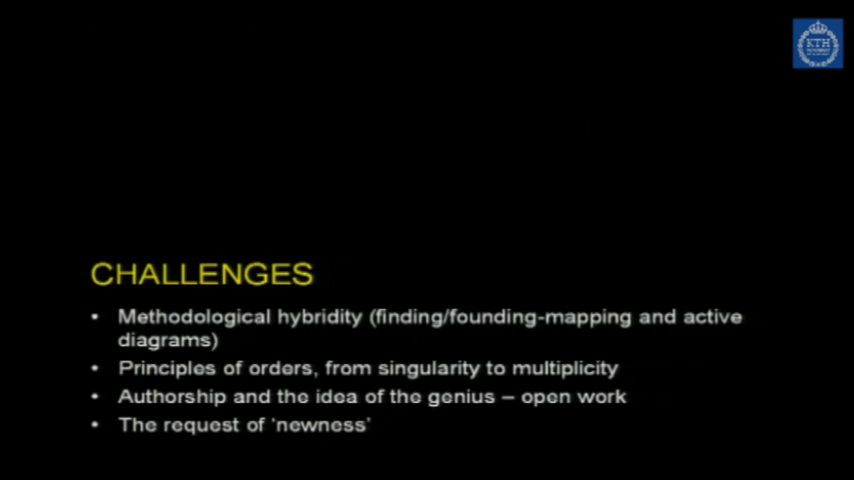 KTH
CHALLENGES
• Methodological hybridity (finding/founding-mapping and active
diagrams)
• Principles of orders, from singularity to multiplicity
• Authorship and the idea of the genius – open work
• The request of ‘newness’